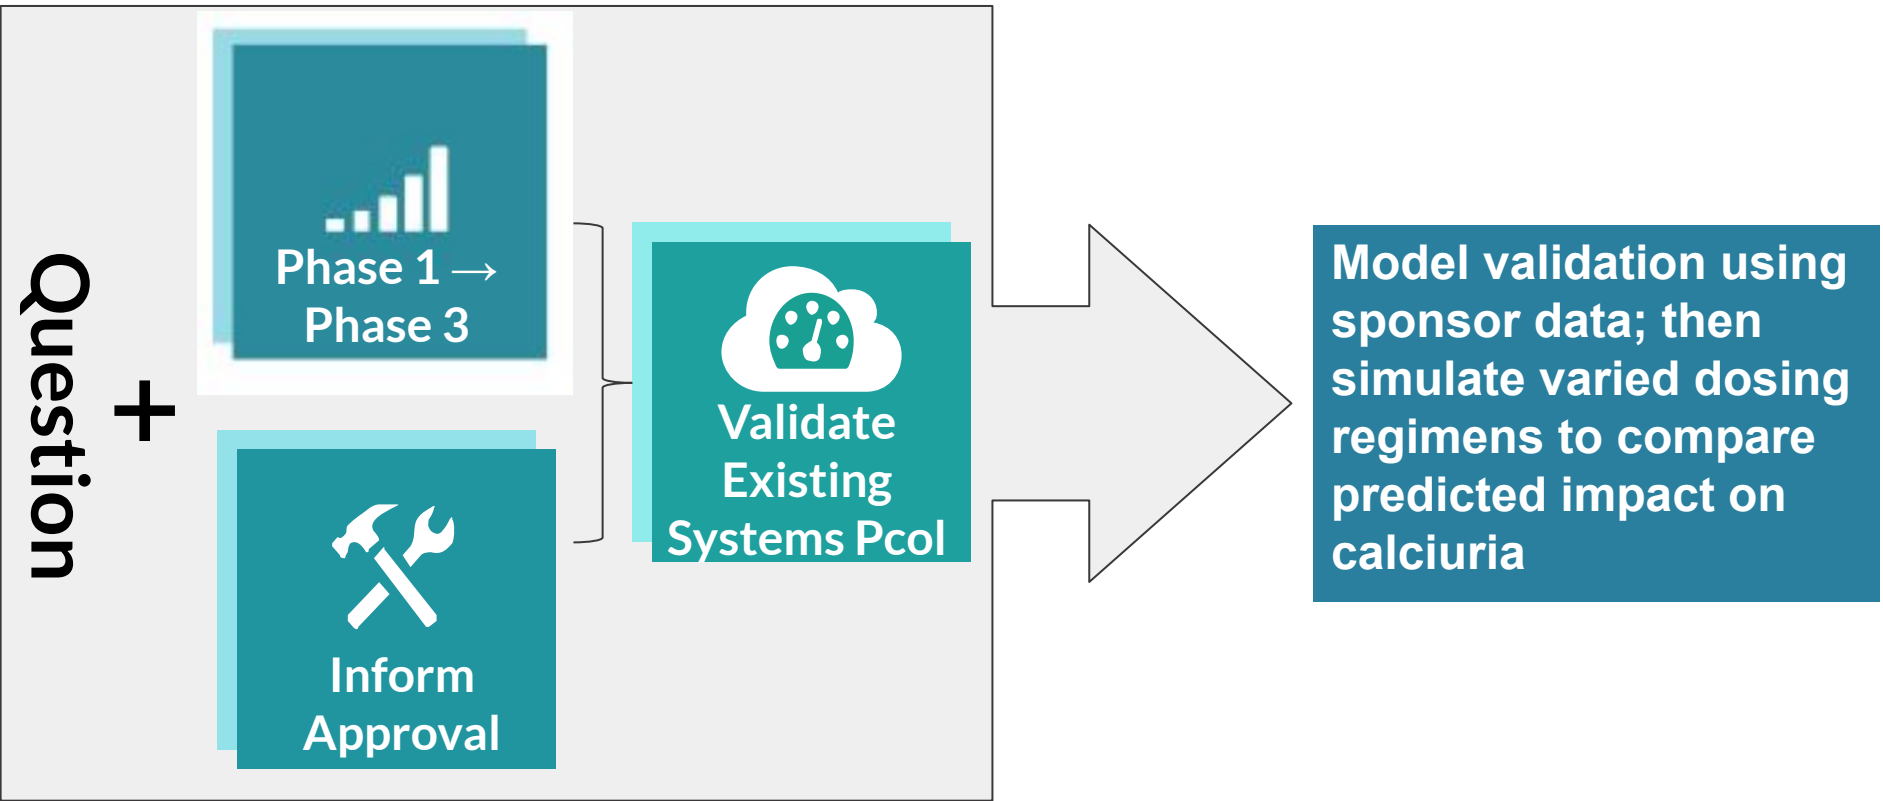 Question
+
Phase 1 →
Phase 3
Inform
Approval
Validate
Existing
Systems Pcol
Model validation using
sponsor data; then
simulate varied dosing
regimens to compare
predicted impact on
calciuria